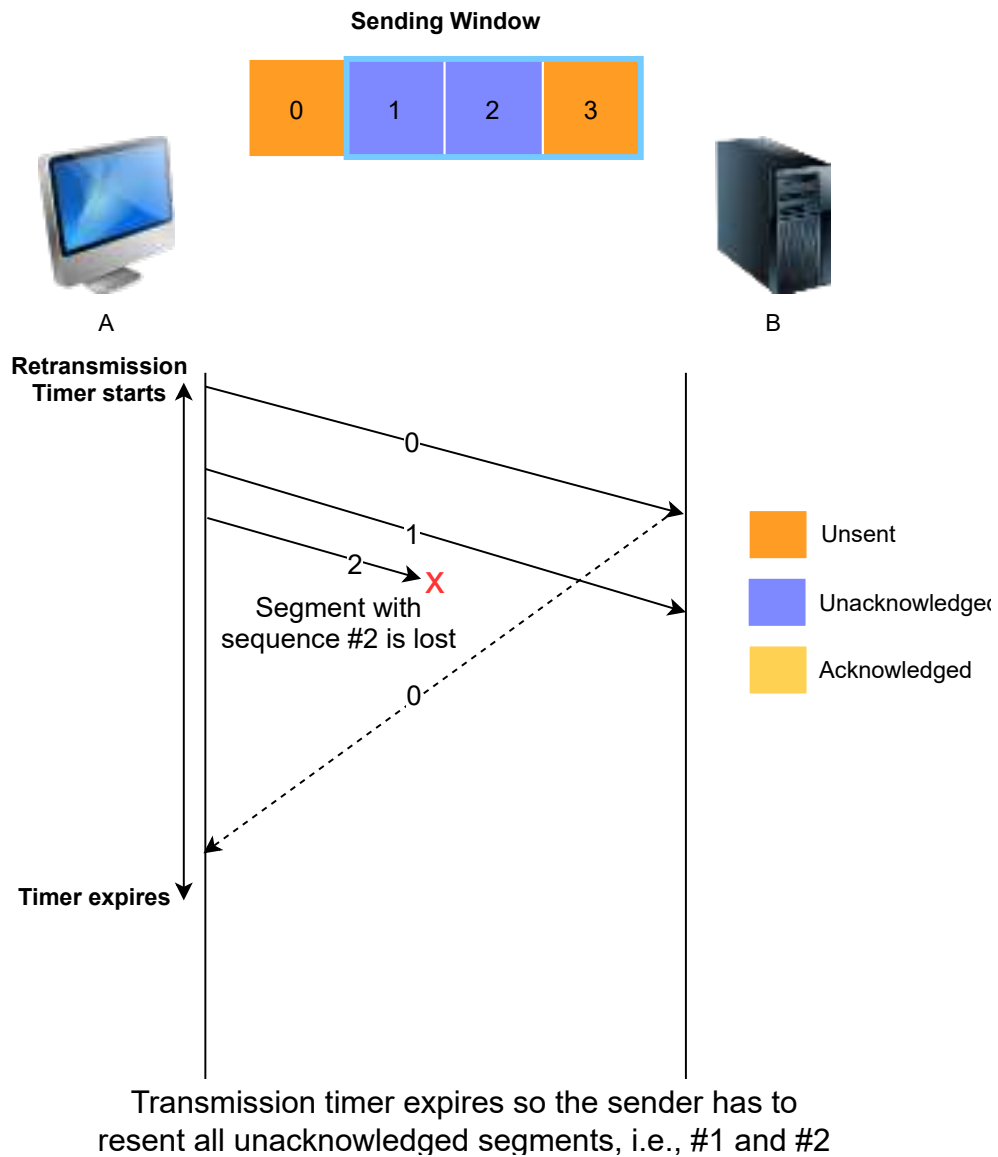 Sending Window
0 1 2 3
A
B
Retransmission
Timer starts
0
1
2
X
Segment with
sequence #2 is lost
0
Unsent
Unacknowledged
Acknowledged
Timer expires
Transmission timer expires so the sender has to
resent all unacknowledged segments, i.e., #1 and #2